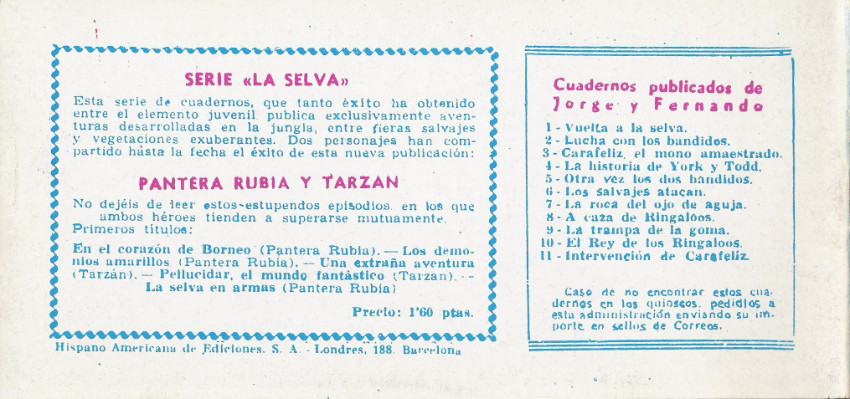 SERIE «LA SELVA»
Esta serie de cuadernos, que tanto éxito ha obtenido
entre el elemento juvenil publica exclusivamente aven-
turas desarrolladas en la jungla, entre fieras salvajes
y vegetaciones exuberantes. Dos personajes han com-
partido hasta la fecha el éxito de esta nueva publicación:
PANTERA RUBIA Y TARZAN
No dejéis de leer estos estupendos episodios, en los que
ambos héroes tienden a superarse mutuamente.
Primeros títulos:
En el corazón de Borneo (Pantera Rubia). — Los demo-
nios amarillos (Pantera Rubia). — Una extraña aventura
(Tarzán). — Pellucidar, el mundo fantástico (Tarzan). --
La selva en armas (Pantera Rubia)
Precio: 1'60 ptas.
Hispano Americana de Ediciones. S. A. - Londres, 188. Barcelona
Cuadernos publicados de
Jorge y Fernando
1 - Vuelta a la selva.
2 - Lucha con los bandidos.
3 - Carafeliz, el mono amaestrado.
4 - La historia de York y Todd.
5 - Otra vez los dos bandidos.
6 - Los salvajes atacan.
7 - La roca del ojo de aguja.
8 - A caza de Ringaloos.
9 - La trampa de la goma.
10 - El Rey de los Ringaloos.
11 - Intervención de Carafeliz
Caso de no encontrar estos cua-
dernos en los quioscos, pedidlos a
esta administración enviando su im-
porte en sellos de Correos.